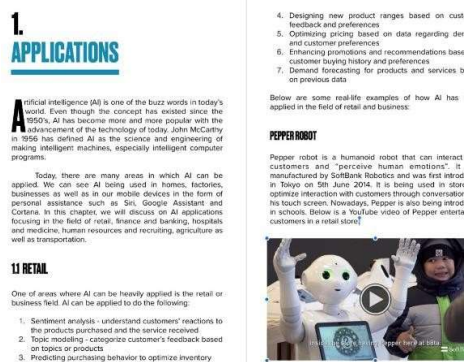 1.
APPLICATIONS
Artificial intelligence (AI) is one of the buzz words in today's
world. Even though the concept has existed since the
1950's, AI has become more and more popular with the
advancement of the technology of today. John McCarthy
in 1956 has defined AI as the science and engineering of
making intelligent machines, especially intelligent computer
programs.
Today, there are many areas in which AI can be
applied. We can see AI being used in homes, factories,
businesses as well as in our mobile devices in the form of
personal assistance such as Siri, Google Assistant and
Cortana. In this chapter, we will discuss on AI applications
focusing in the field of retail, finance and banking, hospitals
and medicine, human resources and recruiting, agriculture as
well as transportation.
1.1 RETAIL
One of areas where AI can be heavily applied is the retail or
business field. AI can be applied to do the following:
1. Sentiment analysis - understand customers' reactions to
the products purchased and the service received
2. Topic modeling - categorize customer's feedback based
on topics or products
3. Predicting purchasing behavior to optimize inventory
4. Designing new product ranges based on cust
feedback and preferences
5. Optimizing pricing based on data regarding der
and customer preferences
6. Enhancing promotions and recommendations base
customer buying history and preferences
7. Demand forecasting for products and services b
on previous data
Below are some real-life examples of how AI has
applied in the field of retail and business:
PEPPER ROBOT
Pepper robot is a humanoid robot that can interact
customers and "perceive human emotions". It
manufactured by SoftBank Robotics and was first introd
in Tokyo on 5th June 2014. It is being used in store
optimize interaction with customers through conversation
his touch screen. Nowadays, Pepper is also being introd
in schools. Below is a YouTube video of Pepper enterta
customers in a retail store.
pepper here at beta